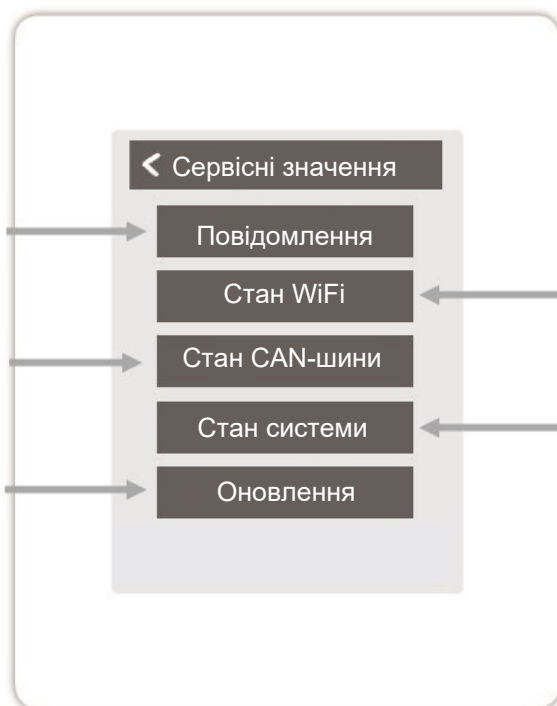 Сервісні значення
Повідомлення
Стан WiFi
Стан CAN-шини
Стан системи
Оновлення